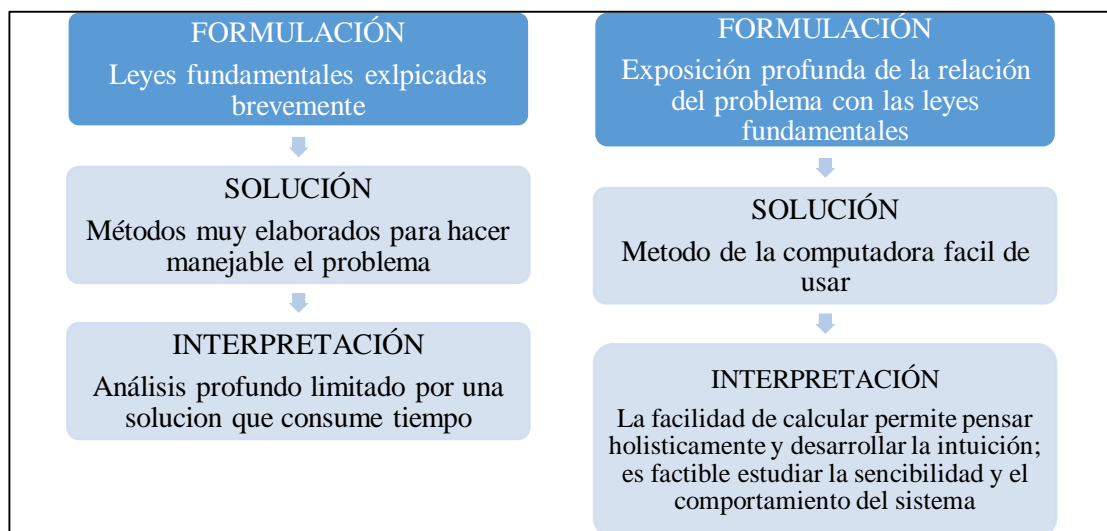 FORMULACIÓN
Leyes fundamentales exlpicadas
brevemente
SOLUCIÓN
Métodos muy elaborados para hacer
manejable el problema
INTERPRETACIÓN
Análisis profundo limitado por una
solucion que consume tiempo
FORMULACIÓN
Exposición profunda de la relación
del problema con las leyes
fundamentales
SOLUCIÓN
Metodo de la computadora facil de
usar
INTERPRETACIÓN
La facilidad de calcular permite pensar
holisticamente y desarrollar la intuición;
es factible estudiar la sencibilidad y el
comportamiento del sistema